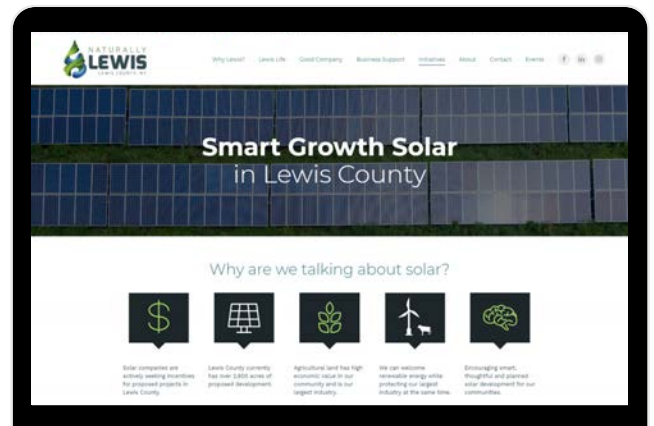 NATURALLY
LEWIS
LEWIS COUNTY, NY
Why Lewis?
Lewis Life
Good Company
Business Support
Initiatives
About
Contact
Events
f
in
Smart Growth Solar
in Lewis County
Why are we talking about solar?
$
Solar companies are
actively seeking incentives
for proposed projects in
Lewis County.
Lewis County currently
has over 3,800 acres of
proposed development.
Agricultural land has high
economic value in our
community and is our
largest industry.
We can welcome
renewable energy while
protecting our largest
industry at the same time.
Encouraging smart,
thoughtful and planned
solar development for our
communities.